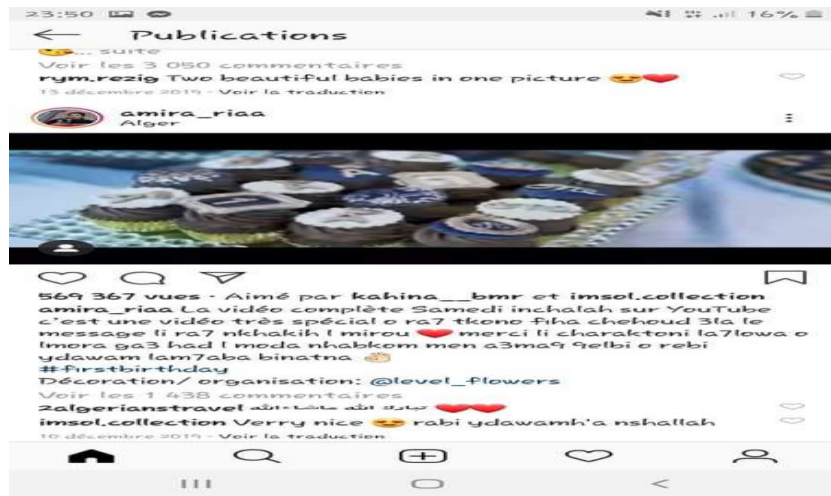 23:50 16%
Publications
... suite
Voir les 3 050 commentaires
rym.rezig Two beautiful babies in one picture 😍❤️
13 décembre 2019 · Voir la traduction
amira_riaa
Alger
569 367 vues · Aimé par kahina__bmr et imsol.collection
amira_riaa La vidéo complète Samedi inchalah sur YouTube
c'est une vidéo très spécial o ra7 tkono fiha chehoud 3la le
message li ra7 nkhakih l mirou ❤️ merci li charaktoni la7lowa o
lmora ga3 had l moda nhabkom men a3ma9 9elbi o rebi
ydawam lam7aba binatna 👏🏻
#firstbirthday
Décoration/ organisation: @level_flowers
Voir les 1 438 commentaires
2algerianstravel تبارك الله ماشاءالله ❤️❤️
imsol.collection Verry nice 😍 rabi ydawamh'a nshallah
10 décembre 2019 · Voir la traduction